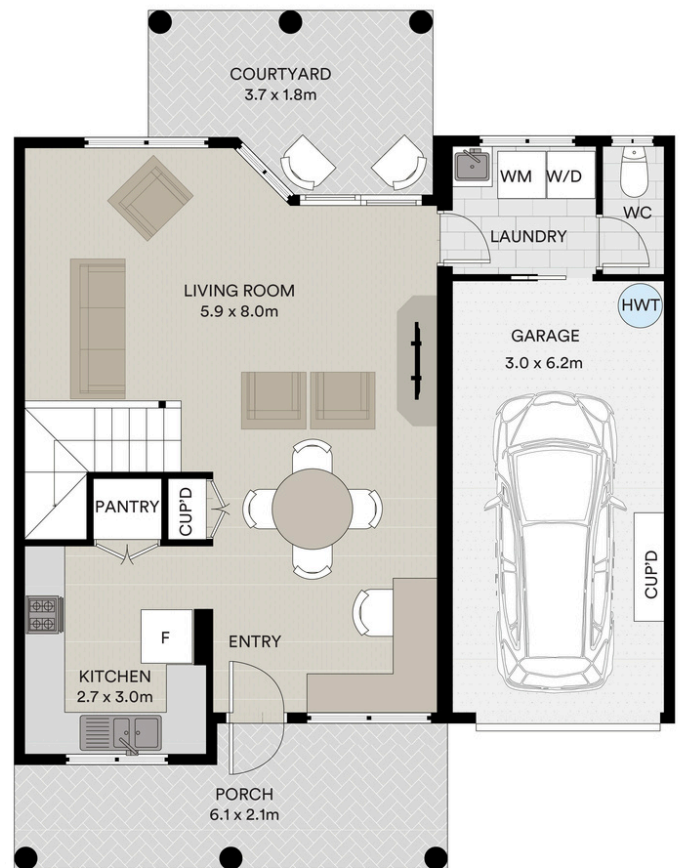 COURTYARD
3.7 x 1.8m
WM
W/D
WC
LAUNDRY
LIVING ROOM
5.9 x 8.0m
HWT
GARAGE
3.0 x 6.2m
PANTRY
CUP'D
CUP'D
F
ENTRY
KITCHEN
2.7 x 3.0m
PORCH
6.1 x 2.1m